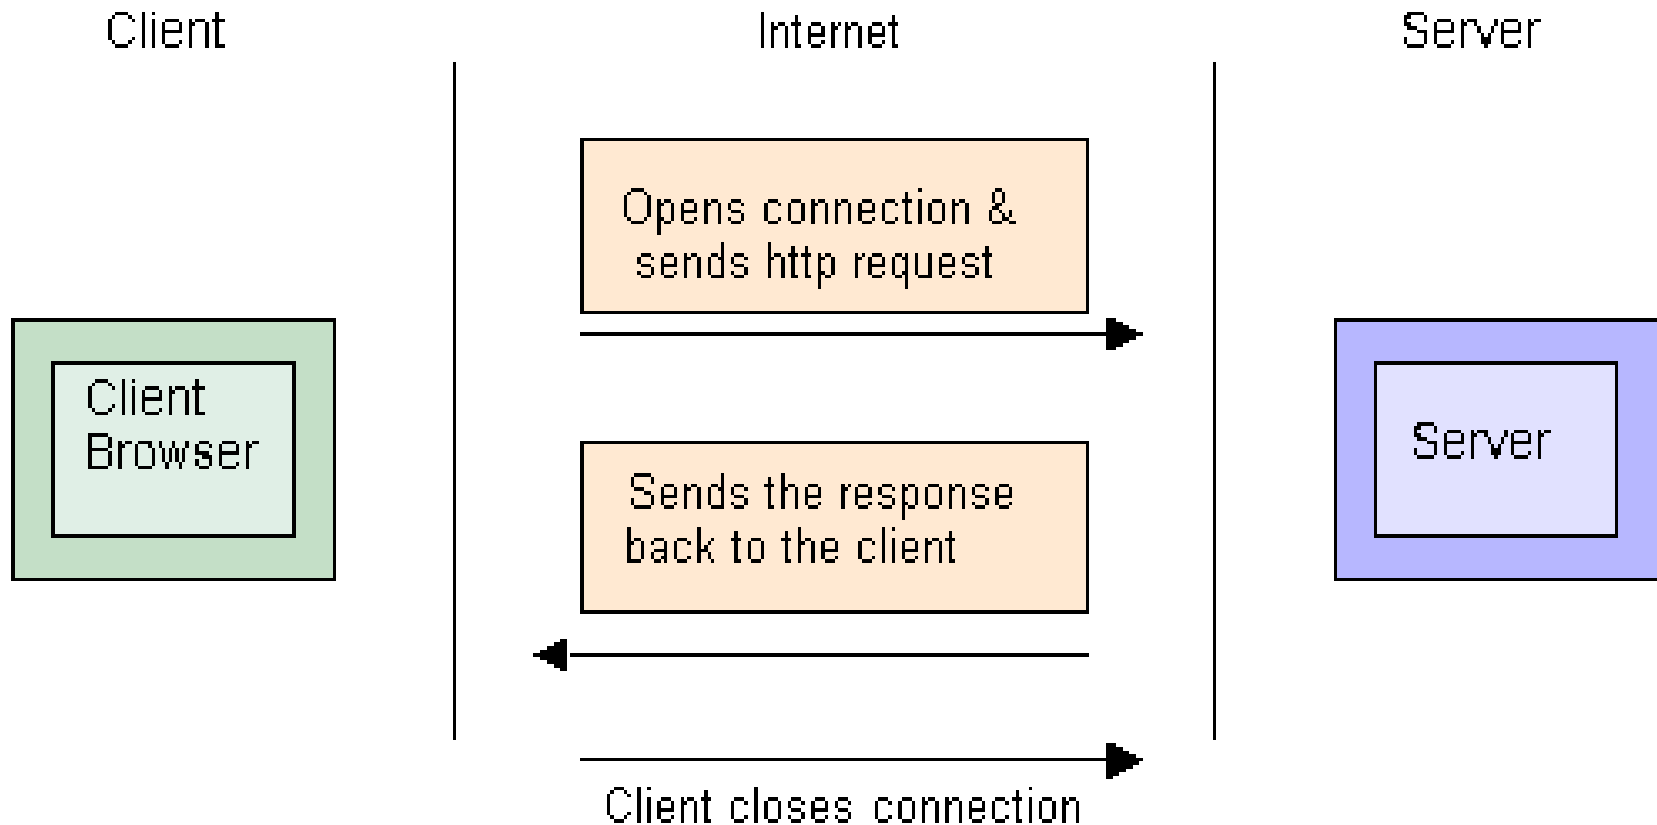 Client
Internet
Server
Opens connection &
sends http request
Client
Browser
Server
Sends the response
back to the client
Client closes connection